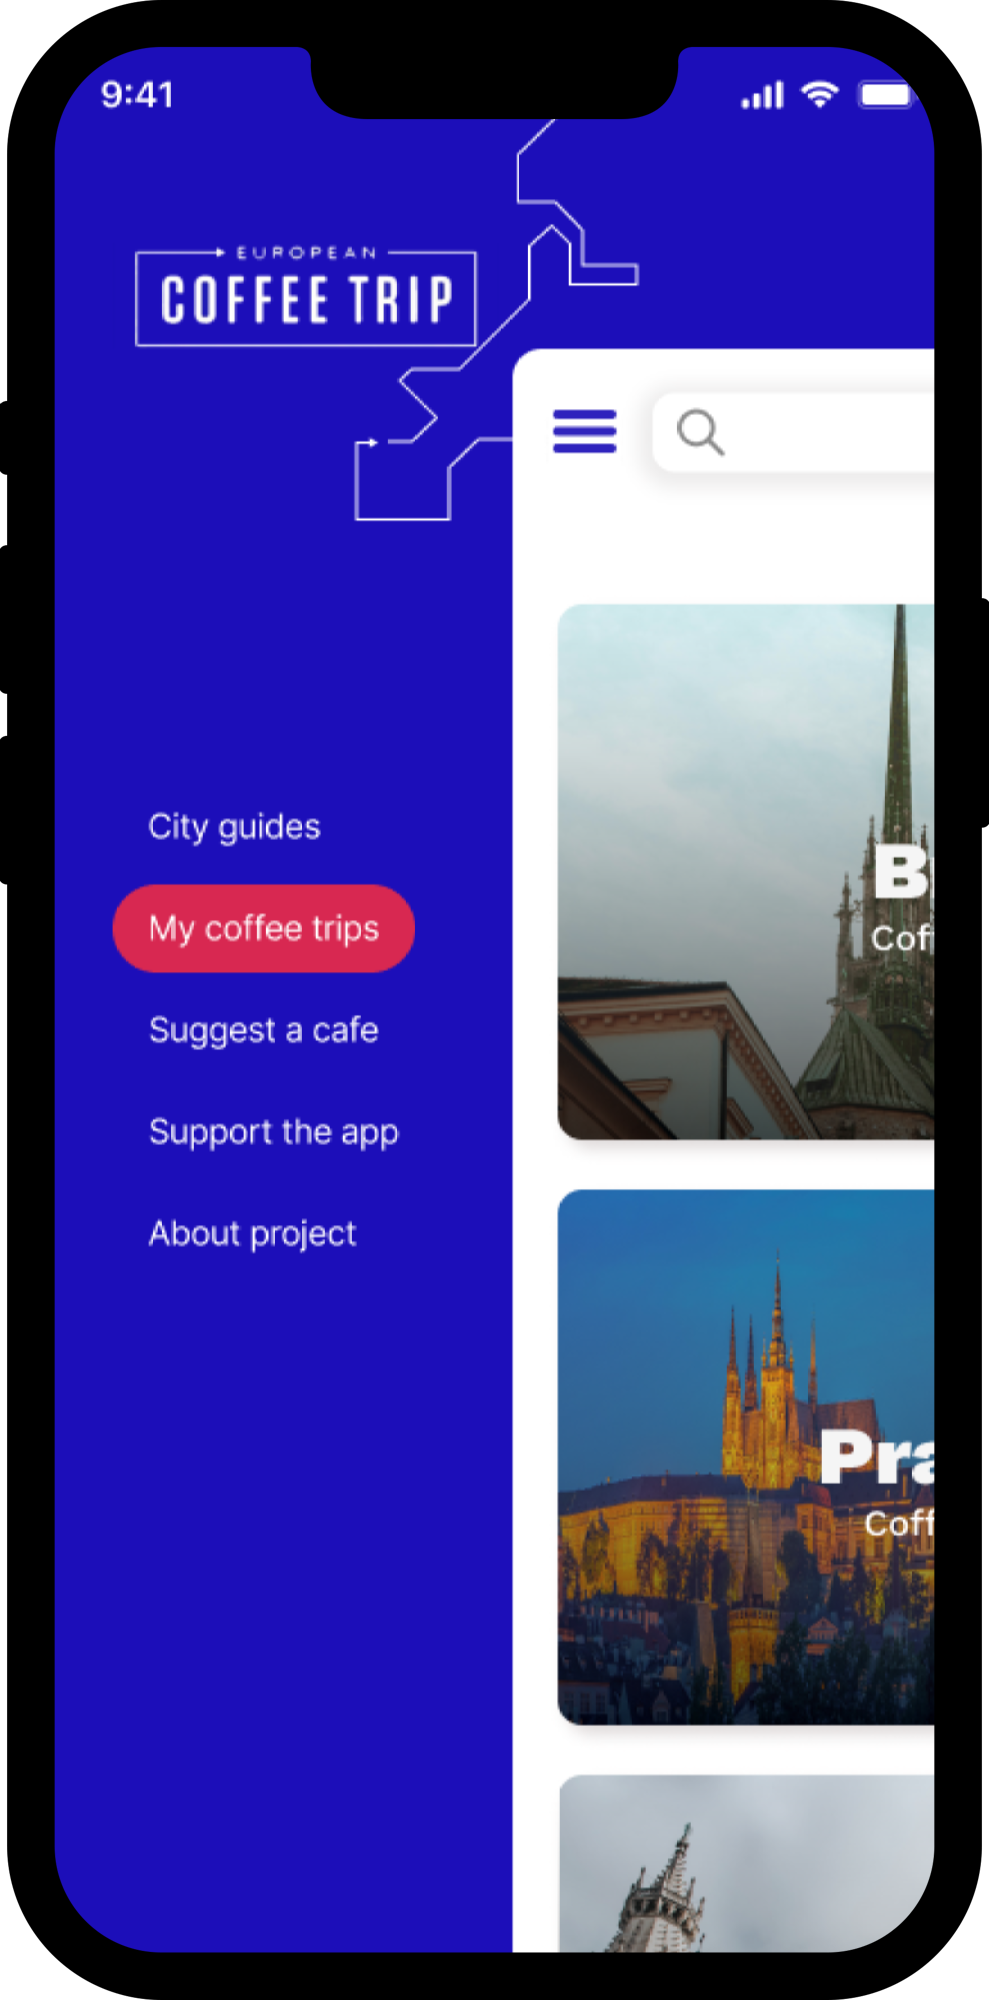 9:41
EUROPEAN
COFFEE TRIP
City guides
My coffee trips
Suggest a cafe
Support the app
About project
B
Cof
Pra
Coff